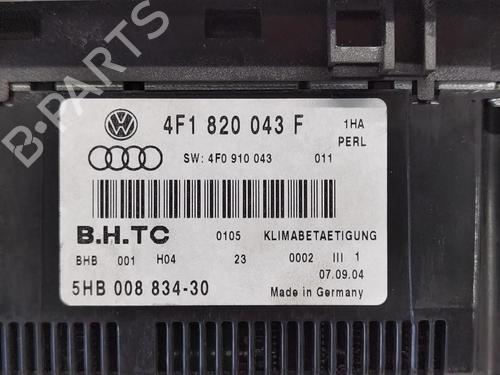 4F1 820 043 F 1HA
PERL
SW: 4F0 910 043 011
B.H.TC 0105 KLIMABETAETIGUNG
BHB 001 H04 23 0002 III 1
07.09.04
5HB 008 834-30 Made in Germany
B-PARTS